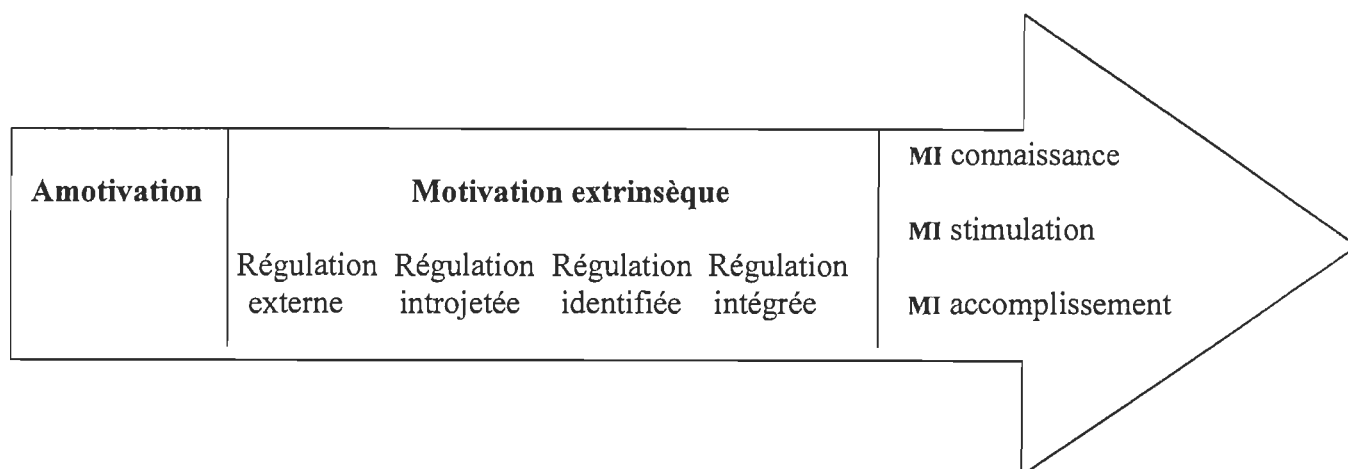 Amotivation
Motivation extrinsèque
Régulation externe
Régulation introjetée
Régulation identifiée
Régulation intégrée
MI connaissance
MI stimulation
MI accomplissement